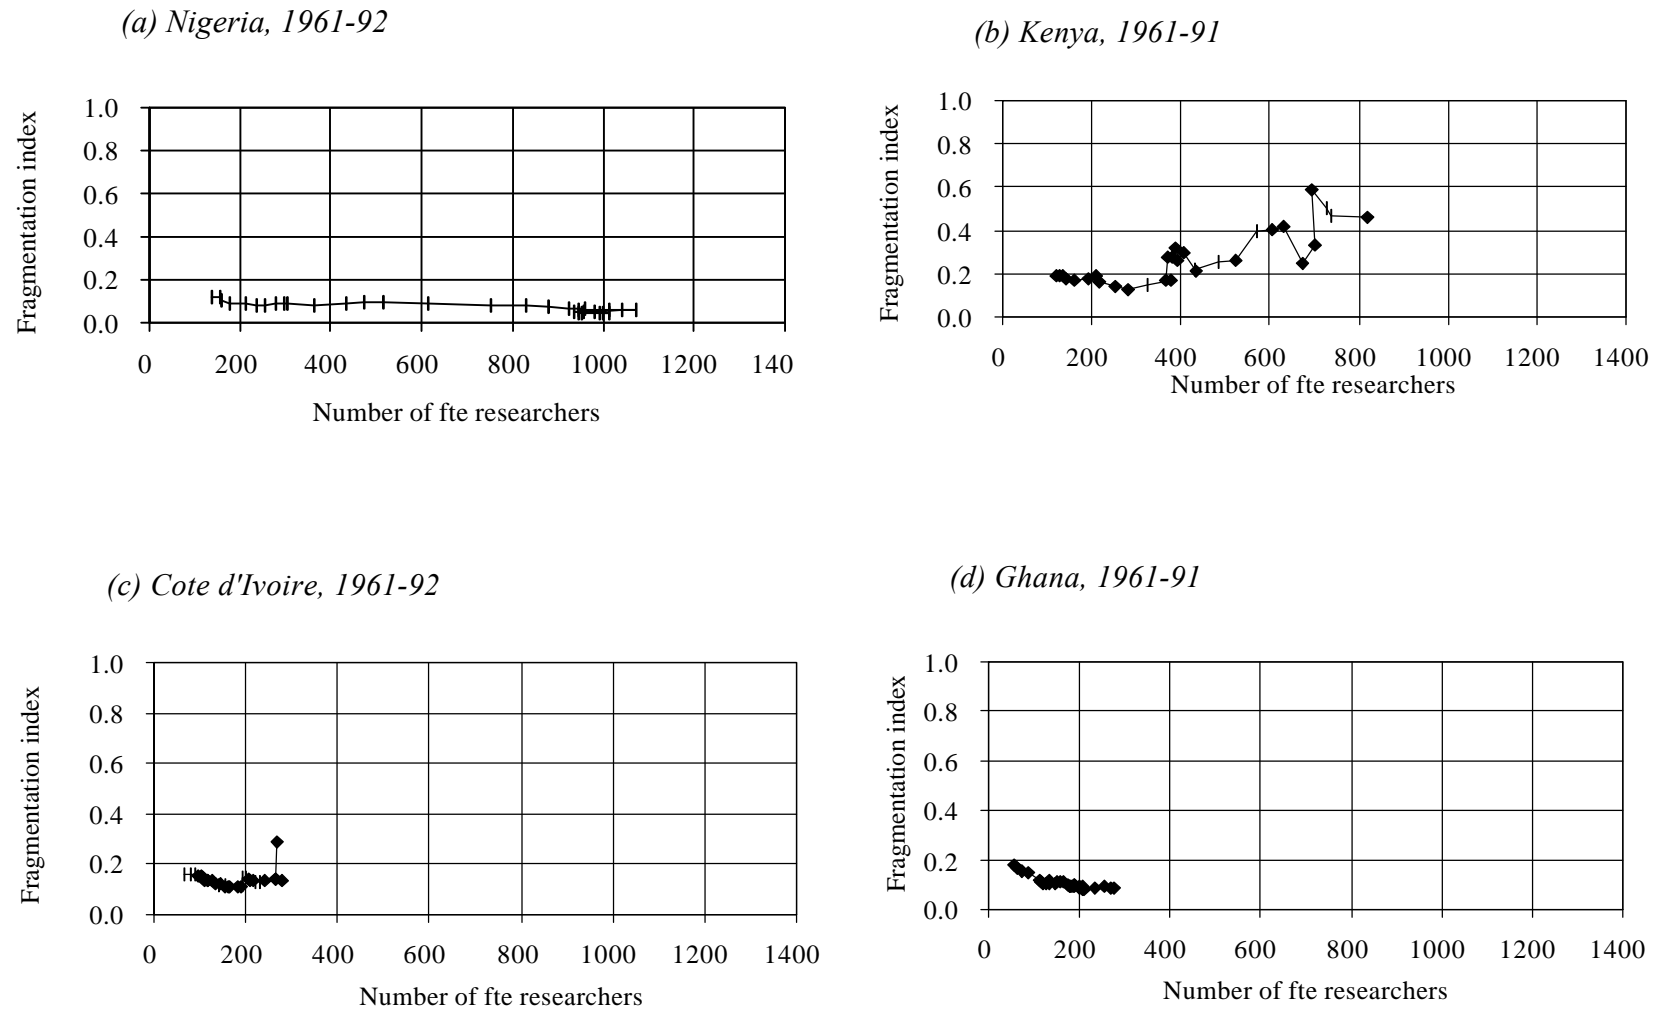 (a) Nigeria, 1961-92
Fragmentation index
1.0
0.8
0.6
0.4
0.2
0.0
0 200 400 600 800 1000 1200 140
Number of fte researchers
(b) Kenya, 1961-91
Fragmentation index
1.0
0.8
0.6
0.4
0.2
0.0
0 200 400 600 800 1000 1200 1400
Number of fte researchers
(c) Cote d'Ivoire, 1961-92
Fragmentation index
1.0
0.8
0.6
0.4
0.2
0.0
0 200 400 600 800 1000 1200 1400
Number of fte researchers
(d) Ghana, 1961-91
Fragmentation index
1.0
0.8
0.6
0.4
0.2
0.0
0 200 400 600 800 1000 1200 1400
Number of fte researchers